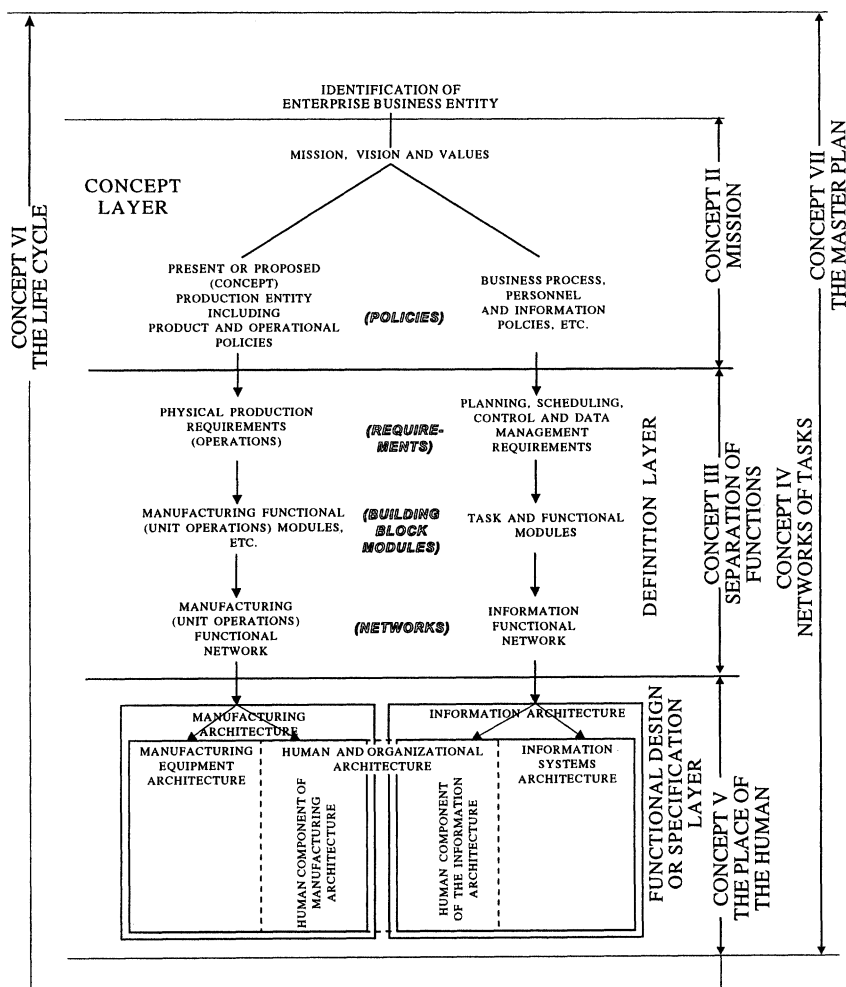 IDENTIFICATION OF
ENTERPRISE BUSINESS ENTITY
MISSION, VISION AND VALUES
CONCEPT
LAYER
PRESENT OR PROPOSED
(CONCEPT)
PRODUCTION ENTITY
INCLUDING
PRODUCT AND OPERATIONAL
POLICIES
(POLICIES)
BUSINESS PROCESS,
PERSONNEL
AND INFORMATION
POLCIES, ETC.
PHYSICAL PRODUCTION
REQUIREMENTS
(OPERATIONS)
(REQUIRE-
MENTS)
PLANNING, SCHEDULING,
CONTROL AND DATA
MANAGEMENT
REQUIREMENTS
MANUFACTURING FUNCTIONAL
(UNIT OPERATIONS) MODULES,
ETC.
(BUILDING
BLOCK
MODULES)
TASK AND FUNCTIONAL
MODULES
MANUFACTURING
(UNIT OPERATIONS)
FUNCTIONAL
NETWORK
(NETWORKS)
INFORMATION
FUNCTIONAL
NETWORK
MANUFACTURING
ARCHITECTURE
INFORMATION ARCHITECTURE
MANUFACTURING
EQUIPMENT
ARCHITECTURE
HUMAN AND ORGANIZATIONAL
ARCHITECTURE
INFORMATION
SYSTEMS
ARCHITECTURE
HUMAN COMPONENT OF
MANUFACTURING
ARCHITECTURE
HUMAN COMPONENT
OF THE INFORMATION
ARCHITECTURE
CONCEPT VI
THE LIFE CYCLE
DEFINITION LAYER
FUNCTIONAL DESIGN
OR SPECIFICATION
LAYER
CONCEPT II
MISSION
CONCEPT III
SEPARATION OF
FUNCTIONS
CONCEPT V
THE PLACE OF
THE HUMAN
CONCEPT IV
NETWORKS OF TASKS
CONCEPT VII
THE MASTER PLAN